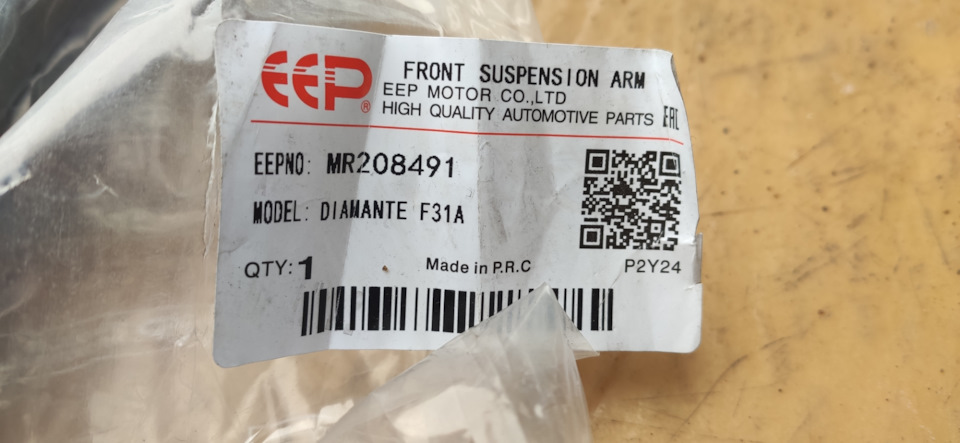 EEP® FRONT SUSPENSION ARM
EEP MOTOR CO.,LTD
HIGH QUALITY AUTOMOTIVE PARTS EAC
EEPNO: MR208491
MODEL: DIAMANTE F31A
QTY: 1 Made in P.R.C P2Y24